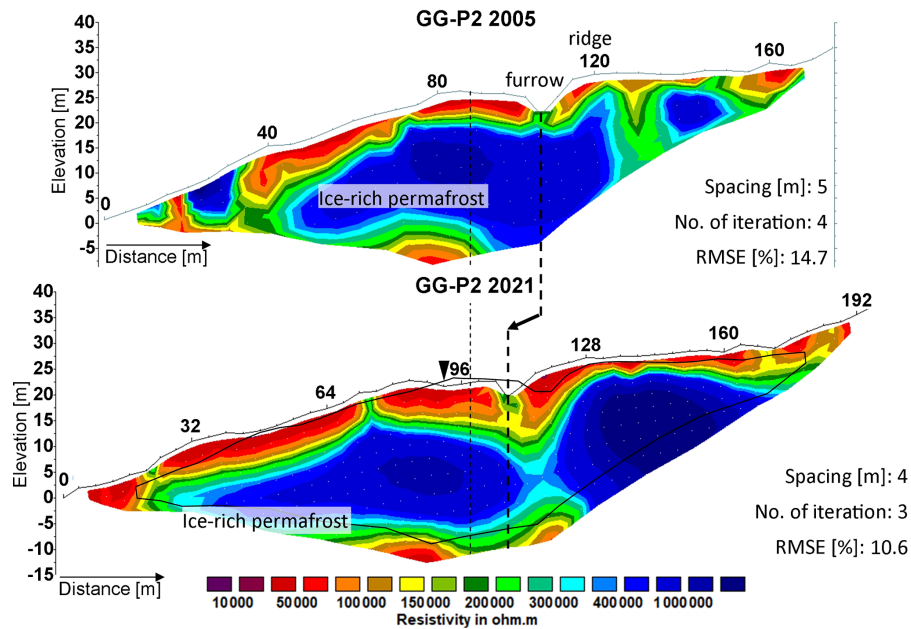 GG-P2 2005
40
35
30
25
20
15
10
5
0
-5
Elevation [m]
0
40
80
furrow
ridge
120
160
Ice-rich permafrost
Distance [m]
Spacing [m]: 5
No. of iteration: 4
RMSE [%]: 14.7
GG-P2 2021
40
35
30
25
20
15
10
5
0
-5
-10
-15
Elevation [m]
0
32
64
96
128
160
192
Ice-rich permafrost
Distance [m]
Spacing [m]: 4
No. of iteration: 3
RMSE [%]: 10.6
10 000 50 000 100 000 150 000 200 000 300 000 400 000 1 000 000
Resistivity in ohm.m